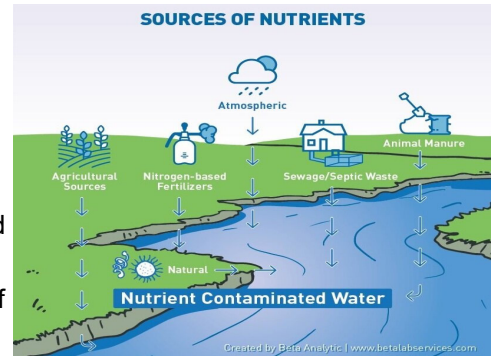 SOURCES OF NUTRIENTS
Atmospheric
Agricultural
Sources
Nitrogen-based
Fertilizers
Sewage/Septic Waste
Animal Manure
d
Natural
f
Nutrient Contaminated Water
Created by Beta Analytic | www.betalabservices.com